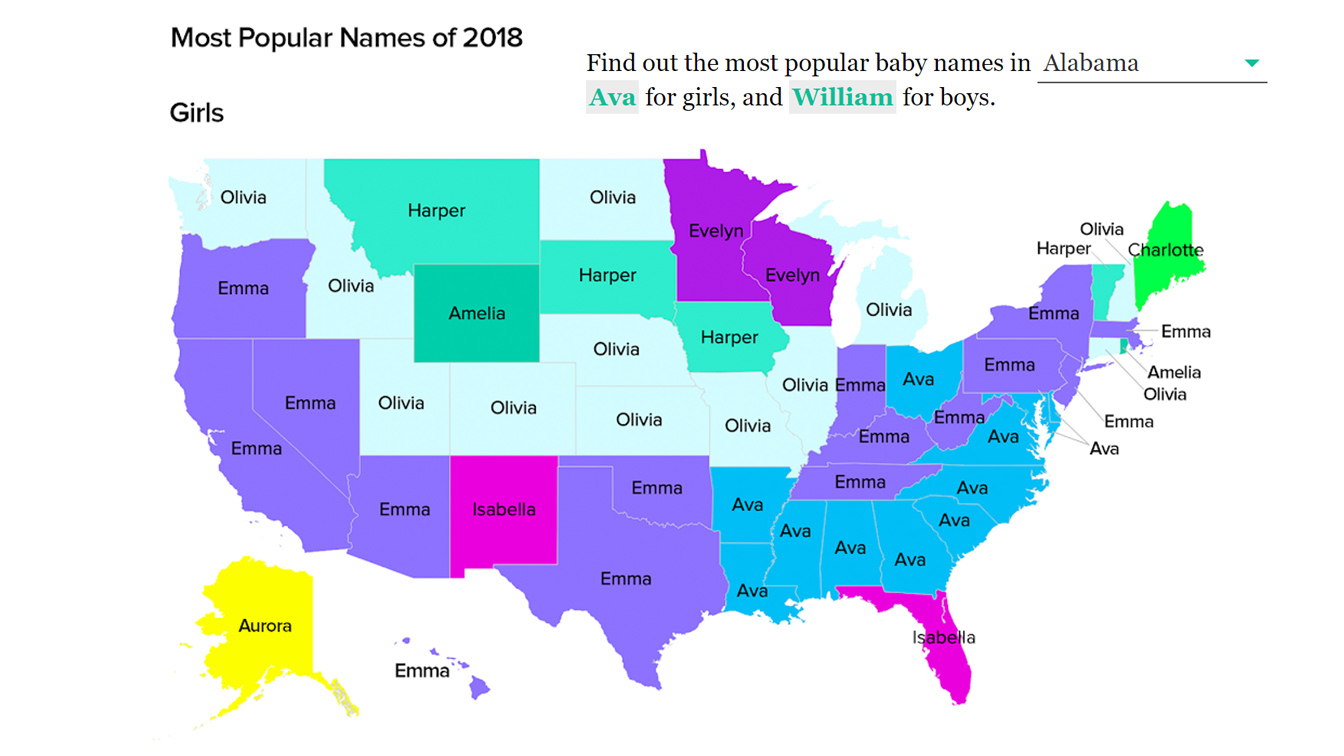 Most Popular Names of 2018
Find out the most popular baby names in Alabama
Ava for girls, and William for boys.
Girls
Olivia
Harper
Olivia
Evelyn
Olivia
Harper
Charlotte
Emma
Olivia
Harper
Evelyn
Amelia
Olivia
Emma
Emma
Harper
Olivia
Emma
Amelia
Olivia
Emma
Olivia
Olivia
Olivia
Olivia
Olivia
Emma
Ava
Emma
Emma
Emma
Emma
Emma
Ava
Ava
Emma
Isabella
Emma
Ava
Emma
Ava
Ava
Ava
Ava
Ava
Emma
Ava
Aurora
Isabella
Emma